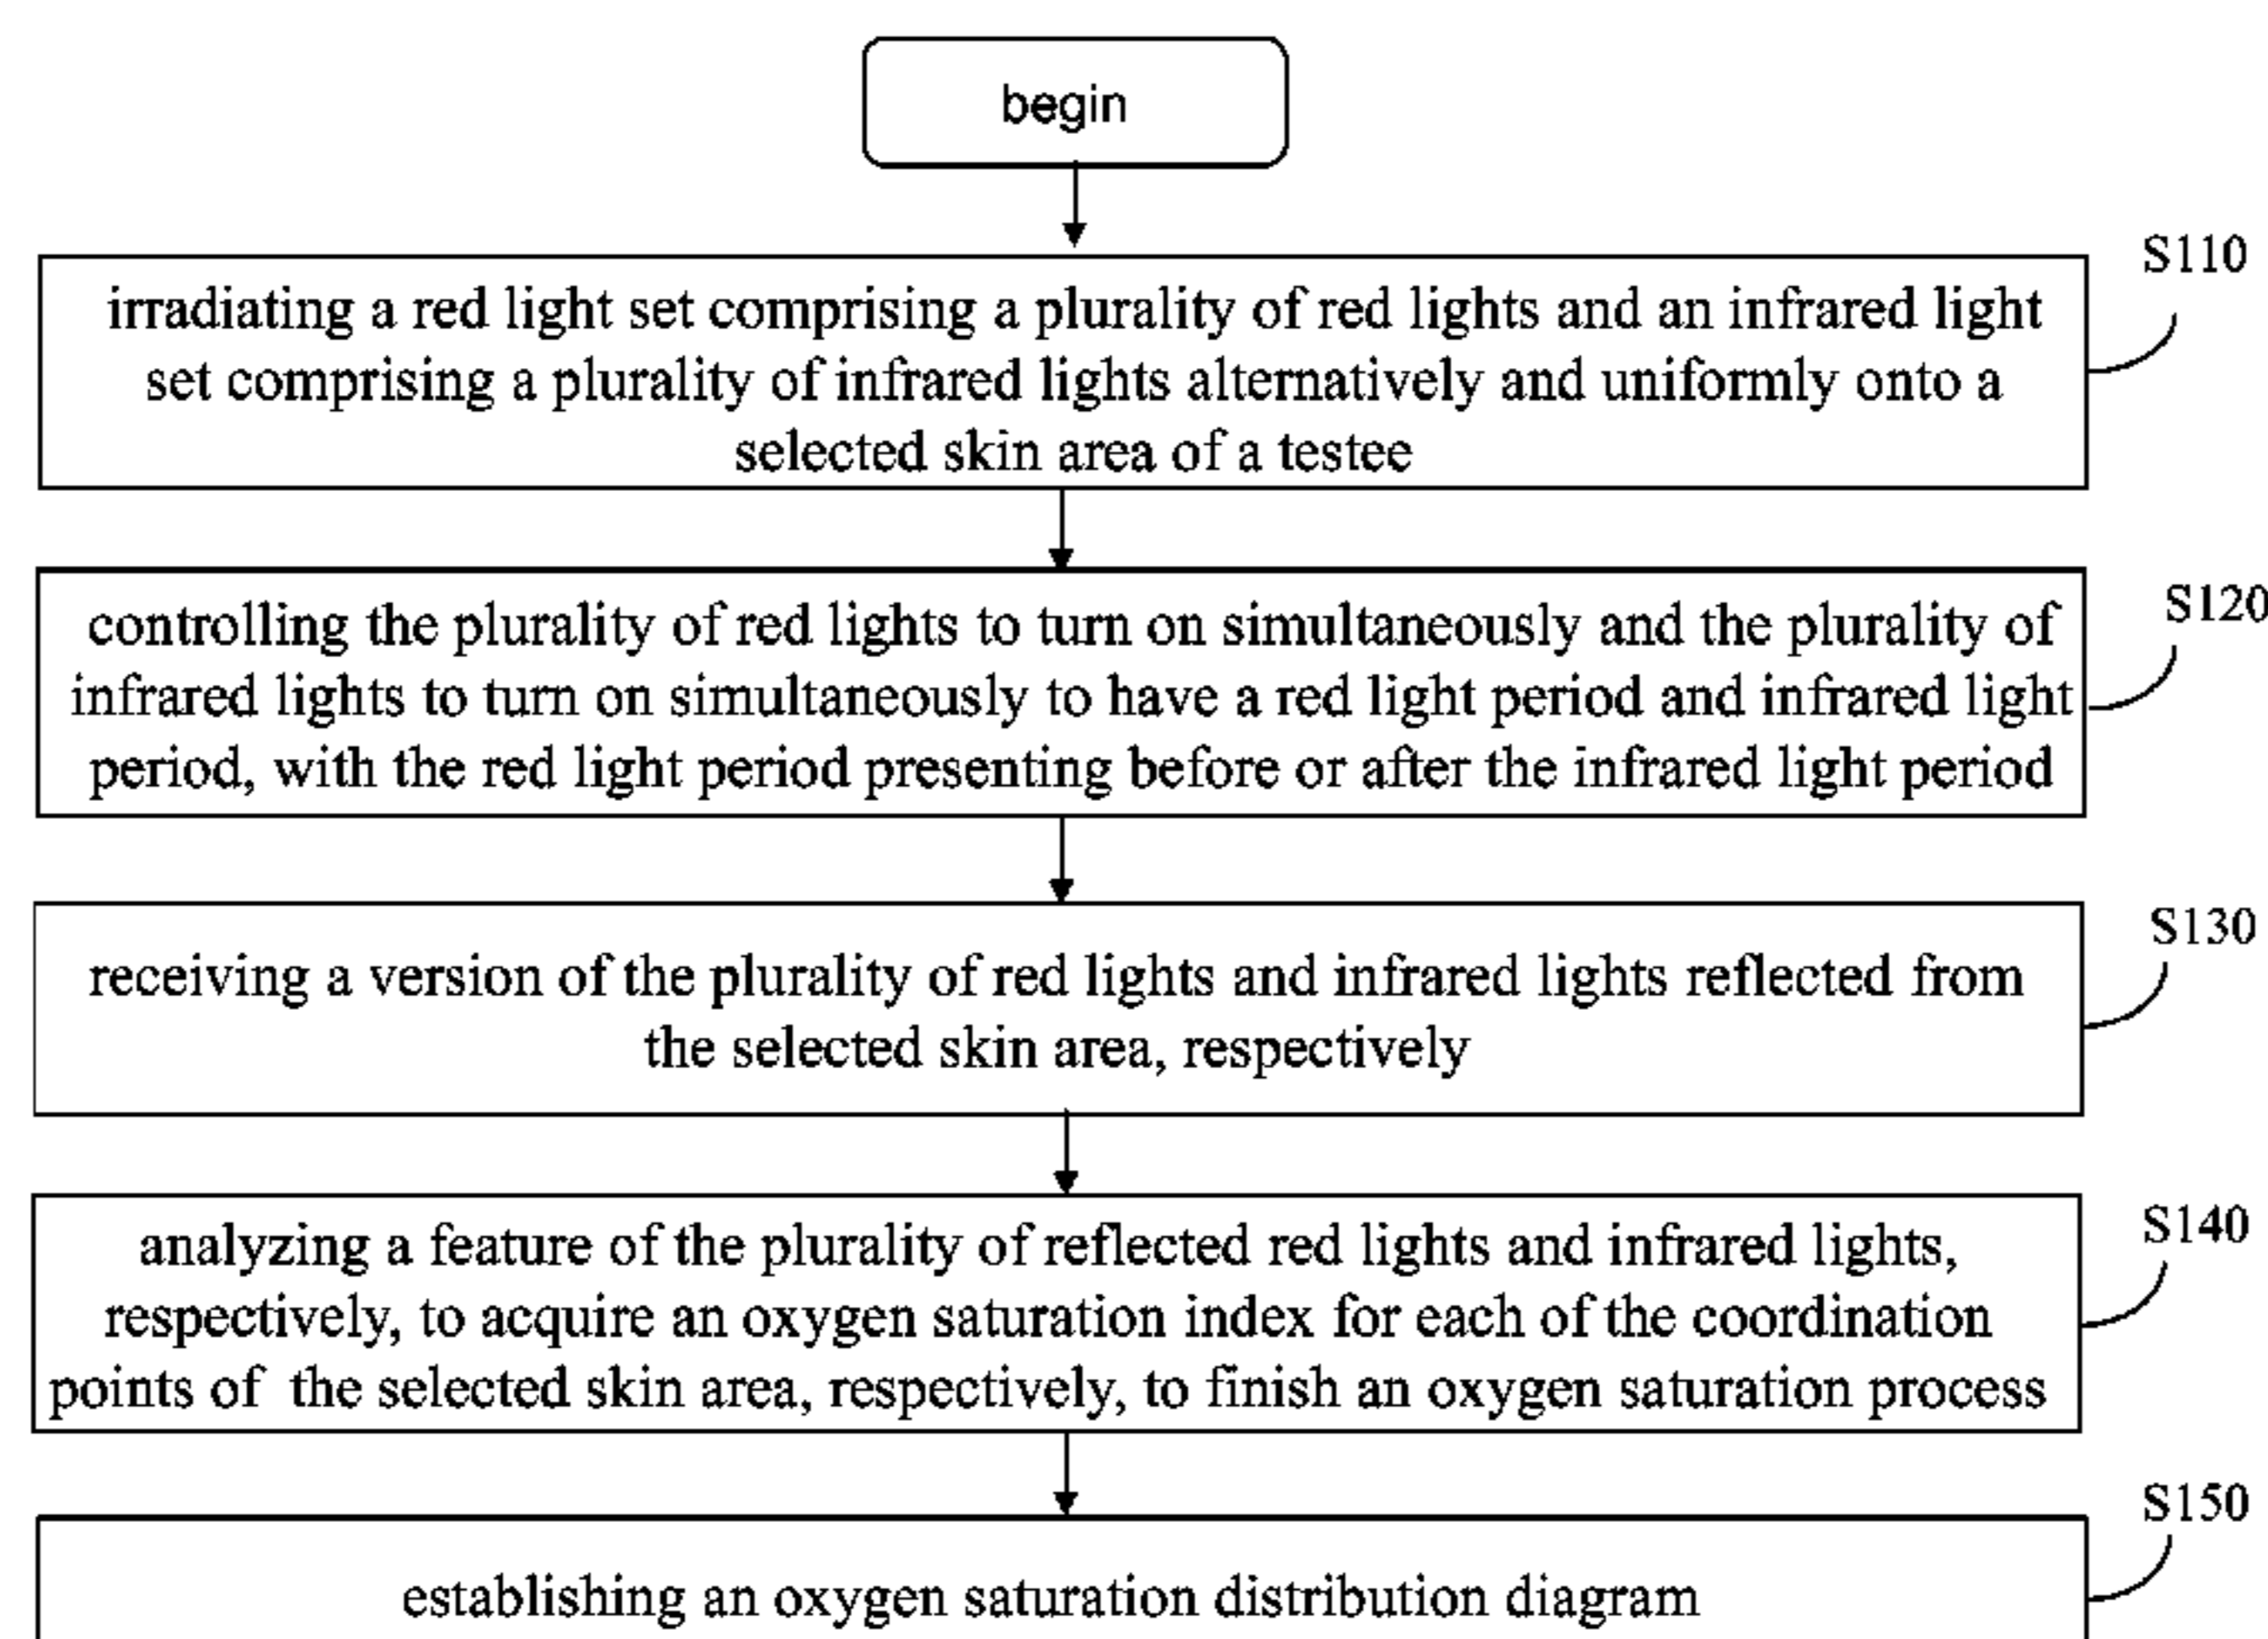 begin
S110
irradiating a red light set comprising a plurality of red lights and an infrared light
set comprising a plurality of infrared lights alternatively and uniformly onto a
selected skin area of a testee
S120
controlling the plurality of red lights to turn on simultaneously and the plurality of
infrared lights to turn on simultaneously to have a red light period and infrared light
period, with the red light period presenting before or after the infrared light period
S130
receiving a version of the plurality of red lights and infrared lights reflected from
the selected skin area, respectively
S140
analyzing a feature of the plurality of reflected red lights and infrared lights,
respectively, to acquire an oxygen saturation index for each of the coordination
points of the selected skin area, respectively, to finish an oxygen saturation process
S150
establishing an oxygen saturation distribution diagram